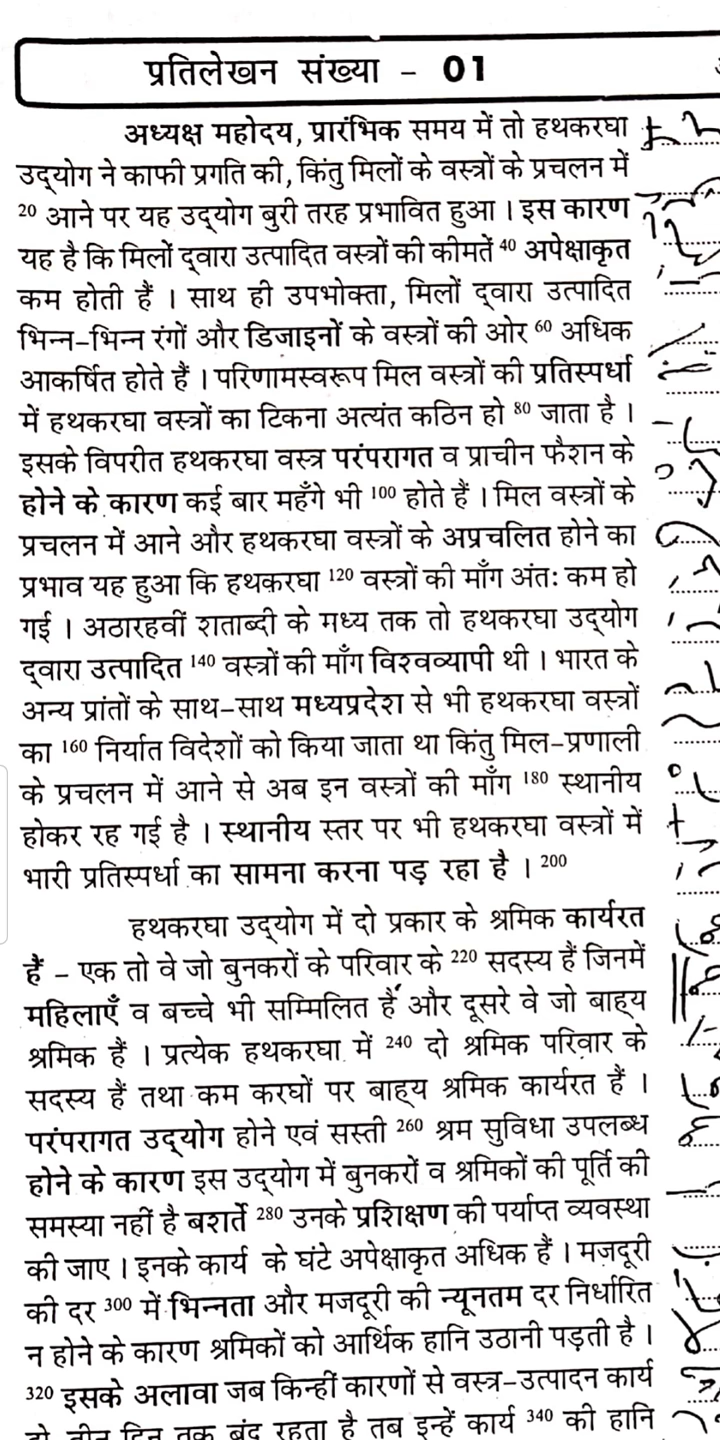 प्रतिलेखन संख्या - 01
अध्यक्ष महोदय, प्रारंभिक समय में तो हथकरघा
उद्योग ने काफी प्रगति की, किंतु मिलों के वस्त्रों के प्रचलन में
20 आने पर यह उद्योग बुरी तरह प्रभावित हुआ । इस कारण
यह है कि मिलों द्वारा उत्पादित वस्त्रों की कीमतें 40 अपेक्षाकृत
कम होती हैं । साथ ही उपभोक्ता, मिलों द्वारा उत्पादित
भिन्न-भिन्न रंगों और डिजाइनों के वस्त्रों की ओर 60 अधिक
आकर्षित होते हैं । परिणामस्वरूप मिल वस्त्रों की प्रतिस्पर्धा
में हथकरघा वस्त्रों का टिकना अत्यंत कठिन हो 80 जाता है ।
इसके विपरीत हथकरघा वस्त्र परंपरागत व प्राचीन फैशन के
होने के कारण कई बार महँगे भी 100 होते हैं । मिल वस्त्रों के
प्रचलन में आने और हथकरघा वस्त्रों के अप्रचलित होने का
प्रभाव यह हुआ कि हथकरघा 120 वस्त्रों की माँग अंतः कम हो
गई । अठारहवीं शताब्दी के मध्य तक तो हथकरघा उद्योग
द्वारा उत्पादित 140 वस्त्रों की माँग विश्वव्यापी थी । भारत के
अन्य प्रांतों के साथ-साथ मध्यप्रदेश से भी हथकरघा वस्त्रों
का 160 निर्यात विदेशों को किया जाता था किंतु मिल-प्रणाली
के प्रचलन में आने से अब इन वस्त्रों की माँग 180 स्थानीय
होकर रह गई है । स्थानीय स्तर पर भी हथकरघा वस्त्रों में
भारी प्रतिस्पर्धा का सामना करना पड़ रहा है । 200
हथकरघा उद्योग में दो प्रकार के श्रमिक कार्यरत
हैं - एक तो वे जो बुनकरों के परिवार के 220 सदस्य हैं जिनमें
महिलाएँ व बच्चे भी सम्मिलित हैं और दूसरे वे जो बाह्य
श्रमिक हैं । प्रत्येक हथकरघा में 240 दो श्रमिक परिवार के
सदस्य हैं तथा कम करघों पर बाह्य श्रमिक कार्यरत हैं ।
परंपरागत उद्योग होने एवं सस्ती 260 श्रम सुविधा उपलब्ध
होने के कारण इस उद्योग में बुनकरों व श्रमिकों की पूर्ति की
समस्या नहीं है बशर्ते 280 उनके प्रशिक्षण की पर्याप्त व्यवस्था
की जाए । इनके कार्य के घंटे अपेक्षाकृत अधिक हैं । मज़दूरी
की दर 300 में भिन्नता और मजदूरी की न्यूनतम दर निर्धारित
न होने के कारण श्रमिकों को आर्थिक हानि उठानी पड़ती है ।
320 इसके अलावा जब किन्हीं कारणों से वस्त्र-उत्पादन कार्य
दो-तीन दिन तक बंद रहता है तब इन्हें कार्य 340 की हानि